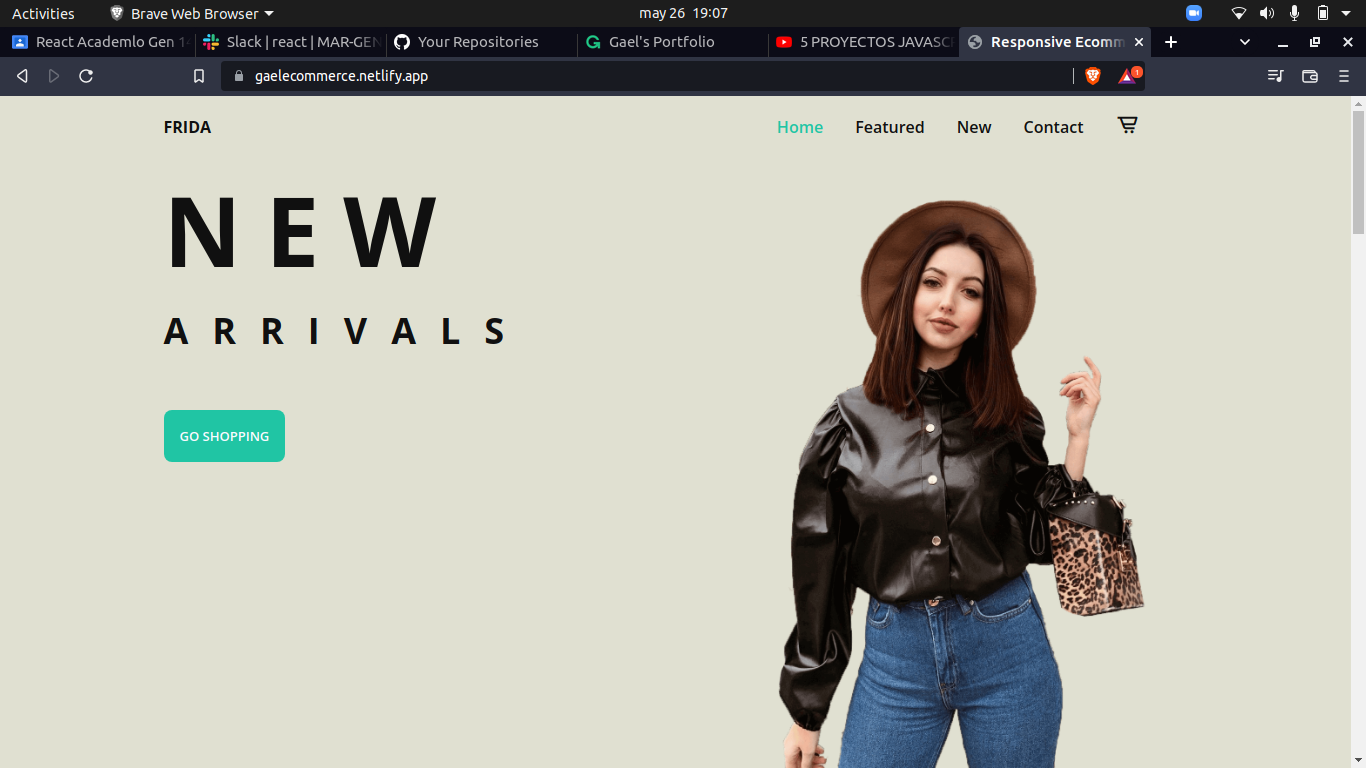 Activities Brave Web Browser may 26 19:07
React Academlo Gen 1 Slack | react | MAR-GEN Your Repositories Gael's Portfolio 5 PROYECTOS JAVASC Responsive Ecomm
gaelecommerce.netlify.app 1
FRIDA Home Featured New Contact
NEW
ARRIVALS
GO SHOPPING